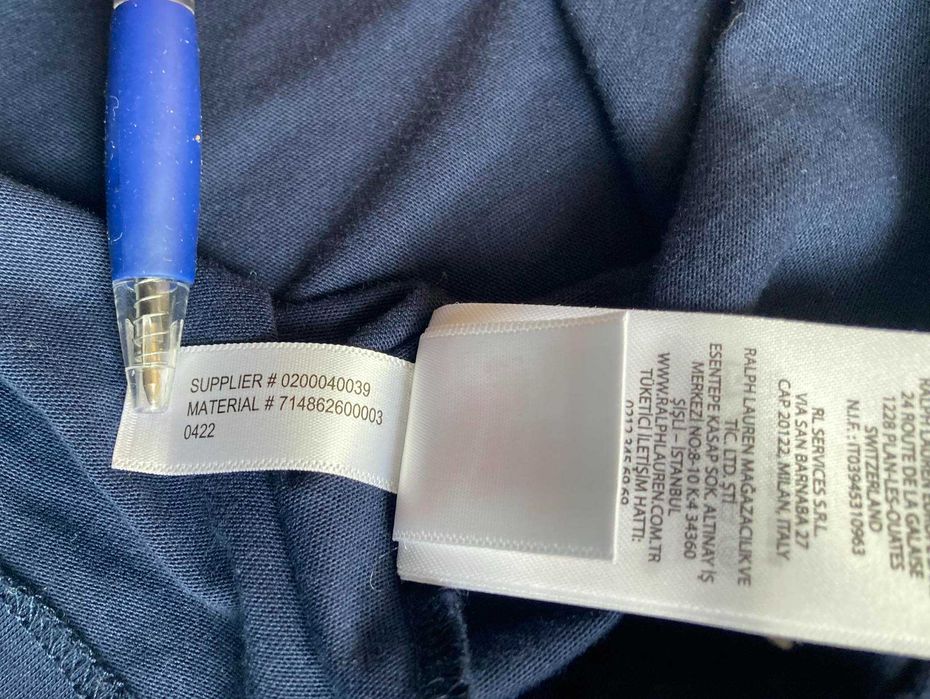 SUPPLIER # 0200040039
MATERIAL # 714862600003
0422
RALPH LAUREN MAGAZACILIK VE
TİC. LTD. ŞTİ.
ESENTEPE KASAP SOK. ALTINAY İŞ
MERKEZİ NO:8-10 K:4 34360
ŞİŞLİ – İSTANBUL
WWW.RALPHLAUREN.COM.TR
TÜKETİCİ İLETİŞİM HATTI:
RL SERVICES S.R.L.
VIA SAN BARNABA 27
CAP 20122, MILAN, ITALY
24 ROUTE DE LA GALAISE
1228 PLAN-LES-OUATES
SWITZERLAND
N.I.F.: IT03945310963